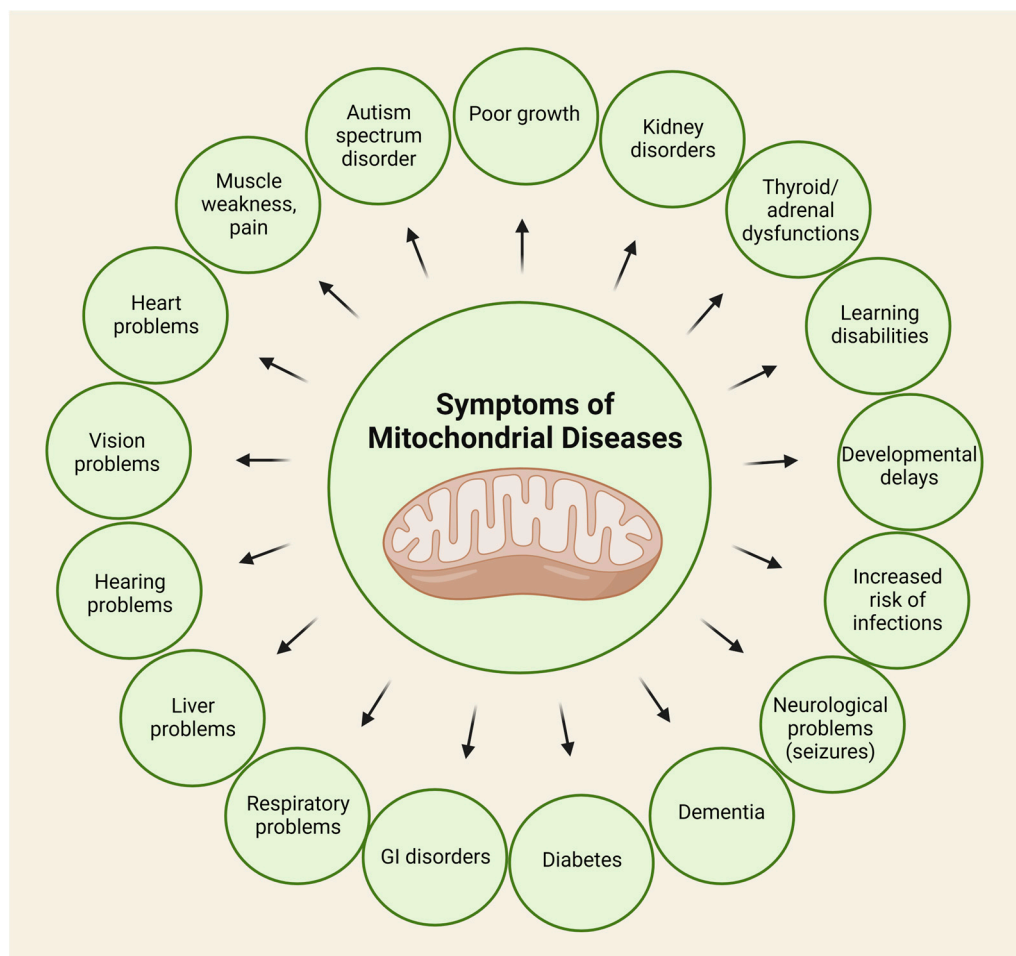 Symptoms of
Mitochondrial Diseases
Poor growth
Kidney
disorders
Thyroid/
adrenal
dysfunctions
Learning
disabilities
Developmental
delays
Increased
risk of
infections
Neurological
problems
(seizures)
Dementia
Diabetes
GI disorders
Respiratory
problems
Liver
problems
Hearing
problems
Vision
problems
Heart
problems
Muscle
weakness,
pain
Autism
spectrum
disorder